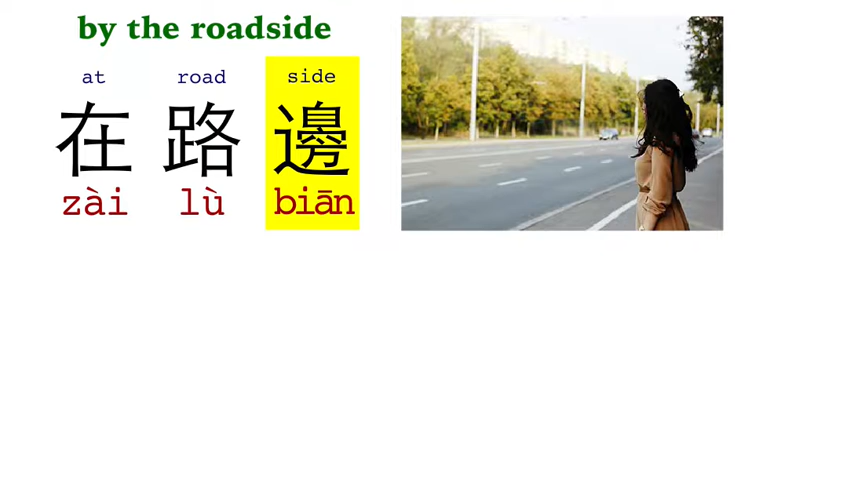 by the roadside
at road side
在 路 邊
zài lù biān